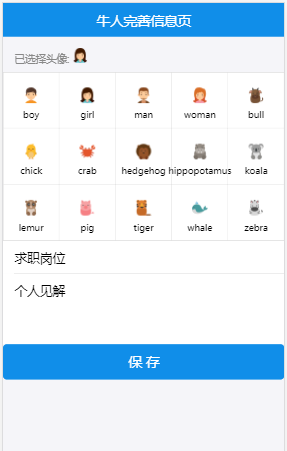 牛人完善信息页
已选择头像:
boy girl man woman bull
chick crab hedgehog hippopotamus koala
lemur pig tiger whale zebra
求职岗位
个人见解
保 存